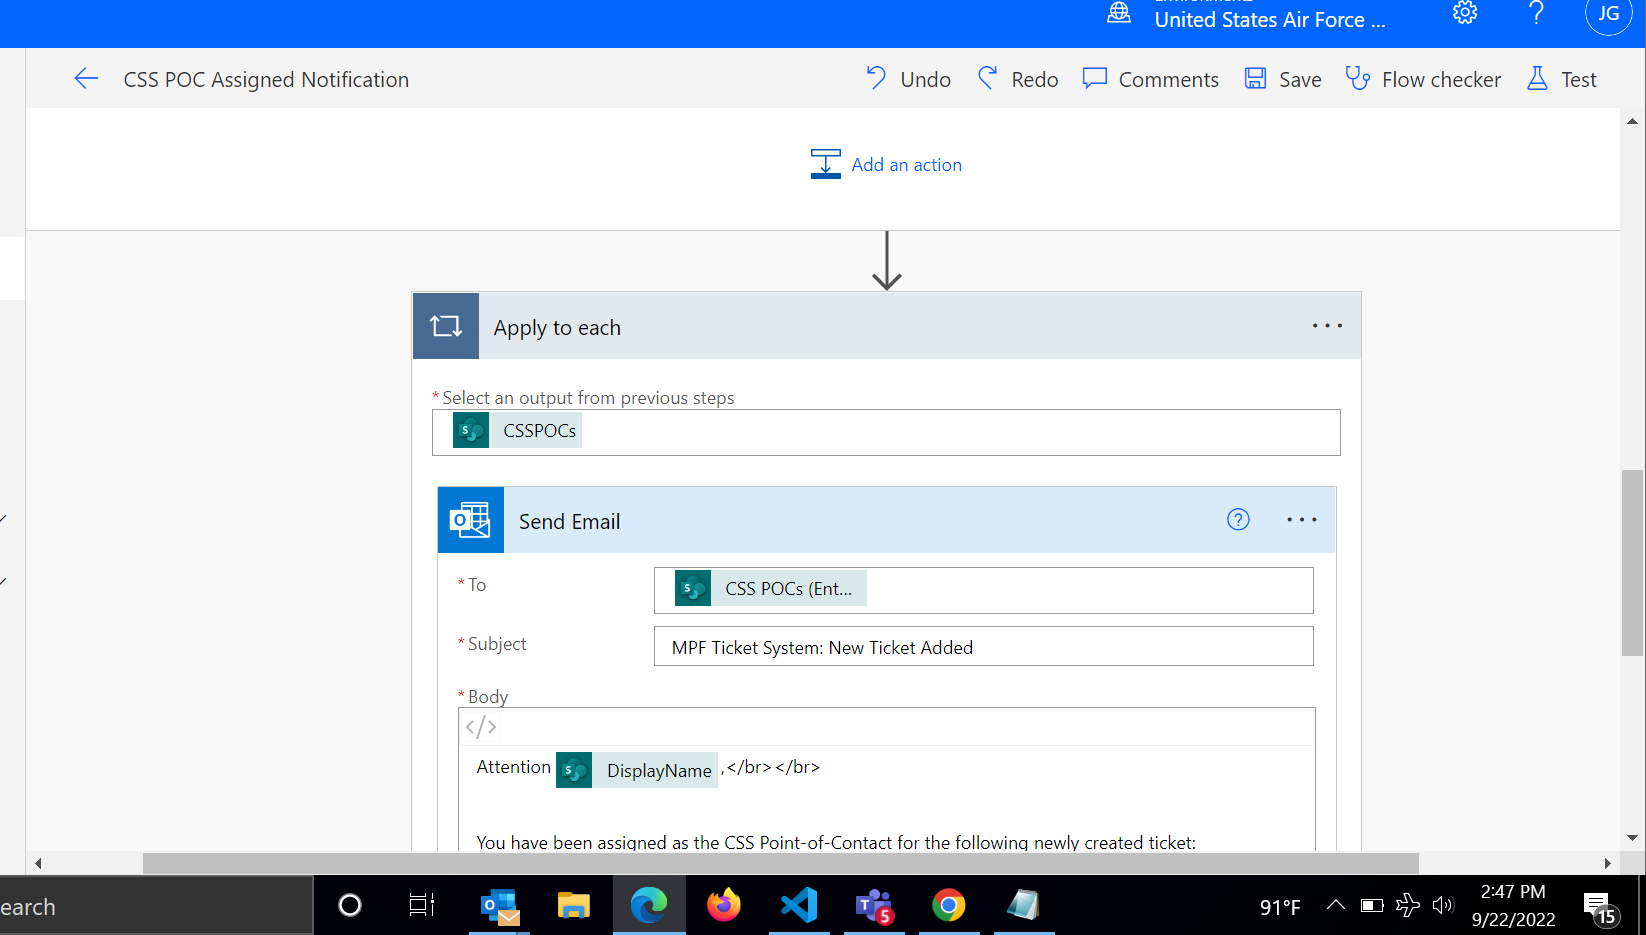 United States Air Force ...
JG
CSS POC Assigned Notification
Undo
Redo
Comments
Save
Flow checker
Test
Add an action
Apply to each
* Select an output from previous steps
CSSPOCs
Send Email
* To
CSS POCs (Ent...
* Subject
MPF Ticket System: New Ticket Added
* Body
</>
Attention DisplayName ,</br></br>
You have been assigned as the CSS Point-of-Contact for the following newly created ticket:
earch
5
91°F
2:47 PM
9/22/2022
15